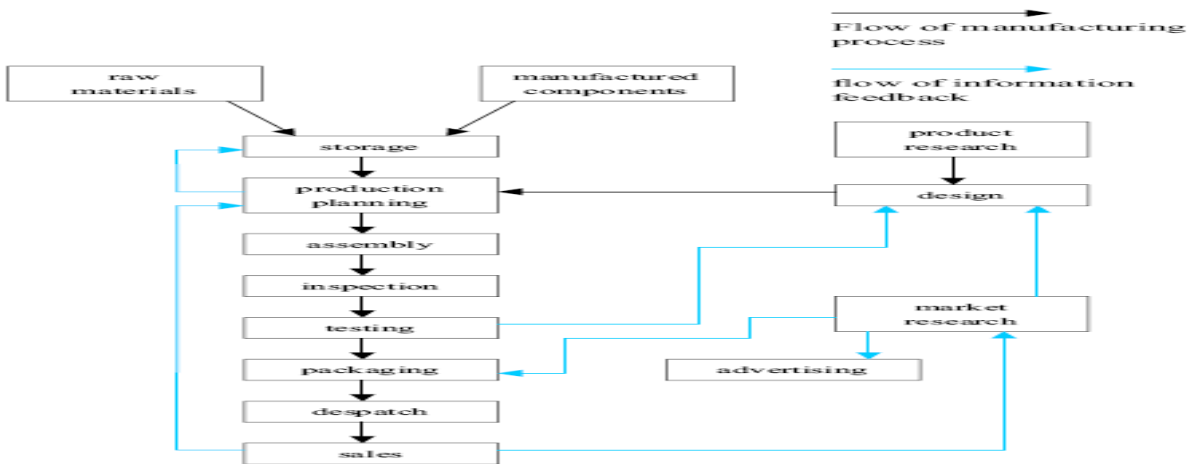 Flow of manufacturing
process
flow of information
feedback
raw
materials
manufactured
components
storage
production
planning
assembly
inspection
testing
packaging
despatch
sales
product
research
design
market
research
advertising